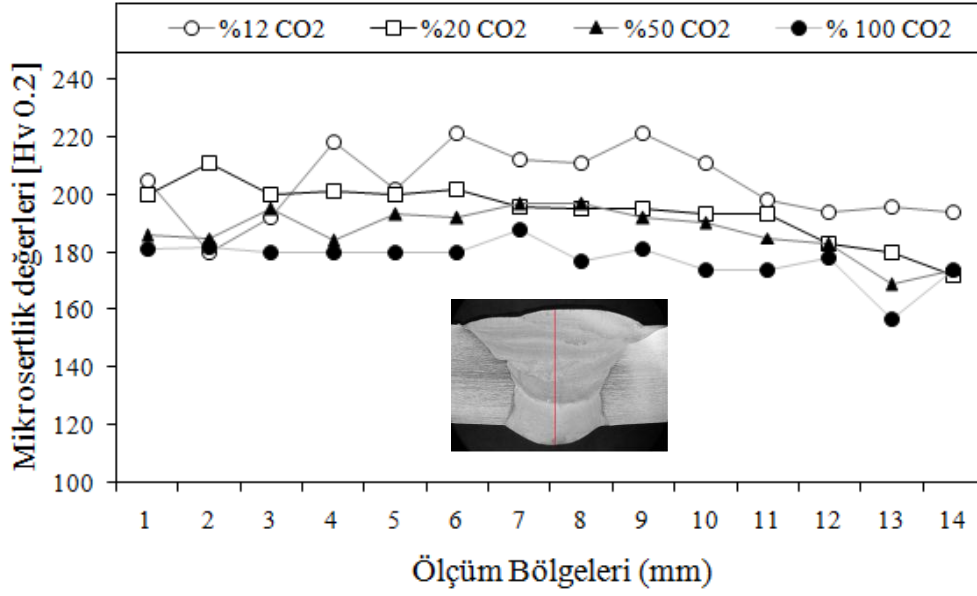 %12 CO2 %20 CO2 %50 CO2 % 100 CO2
Mikrosertlik değerleri [Hv 0.2]
240
220
200
180
160
140
120
100
1 2 3 4 5 6 7 8 9 10 11 12 13 14
Ölçüm Bölgeleri (mm)